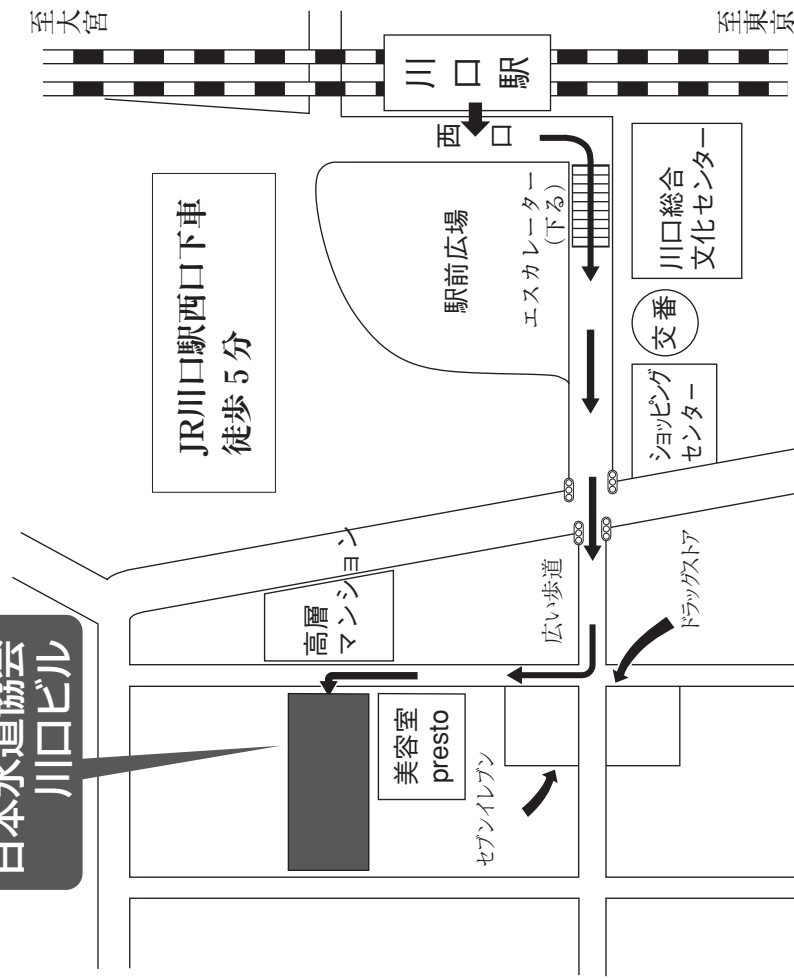 至大宮
至東京
川口駅
西口
JR川口駅西口下車
徒歩5分
駅前広場
エスカレーター
(下る)
川口総合
文化センター
交番
ショッピング
センター
高層
マンション
広い歩道
ドラッグストア
日本水道協会
川口ビル
美容室
presto
セブンイレブン